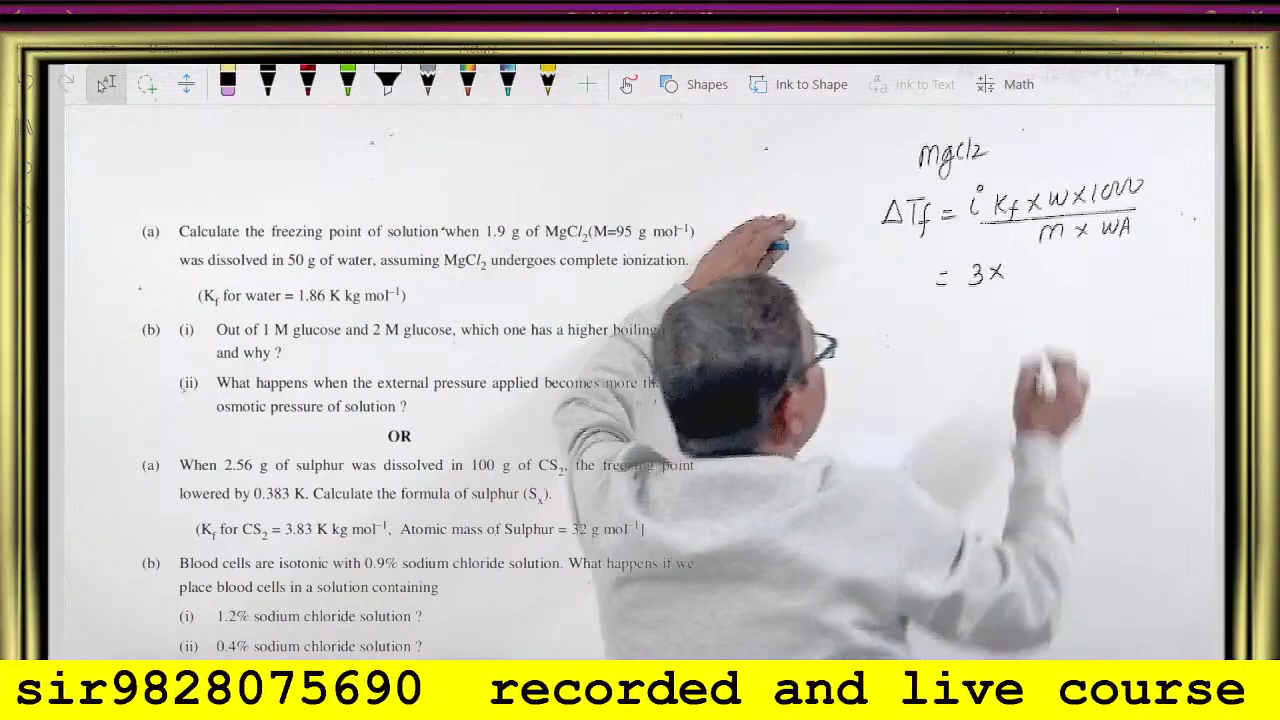 Shapes
Ink to Shape
Ink to Text
Math
MgCl2
ΔTf = i Kf × W × 1000
m × WA
= 3 ×
(a) Calculate the freezing point of solution when 1.9 g of MgCl2(M=95 g mol–1)
was dissolved in 50 g of water, assuming MgCl2 undergoes complete ionization.
(Kf for water = 1.86 K kg mol–1)
(b) (i) Out of 1 M glucose and 2 M glucose, which one has a higher boiling
and why ?
(ii) What happens when the external pressure applied becomes more
osmotic pressure of solution ?
OR
(a) When 2.56 g of sulphur was dissolved in 100 g of CS2, the freezing point
lowered by 0.383 K. Calculate the formula of sulphur (Sx).
(Kf for CS2 = 3.83 K kg mol–1, Atomic mass of Sulphur = 32 g mol–1]
(b) Blood cells are isotonic with 0.9% sodium chloride solution. What happens if we
place blood cells in a solution containing
(i) 1.2% sodium chloride solution ?
(ii) 0.4% sodium chloride solution ?
sir9828075690 recorded and live course